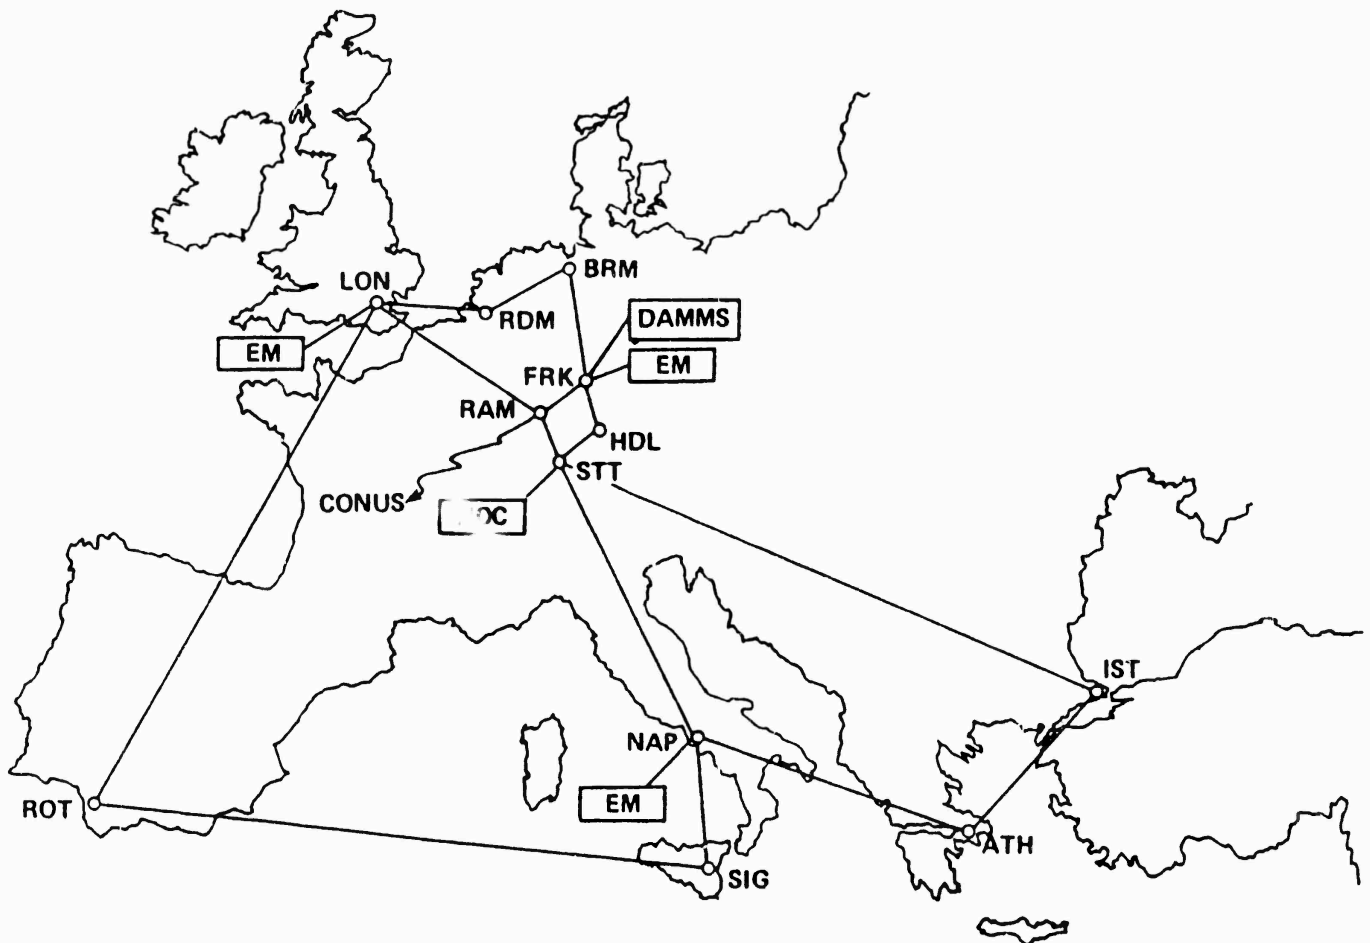 LON
BRM
RDM
DAMMS
EM
EM
FRK
RAM
HDL
STT
CONUS
IST
NAP
EM
ROT
ATH
SIG